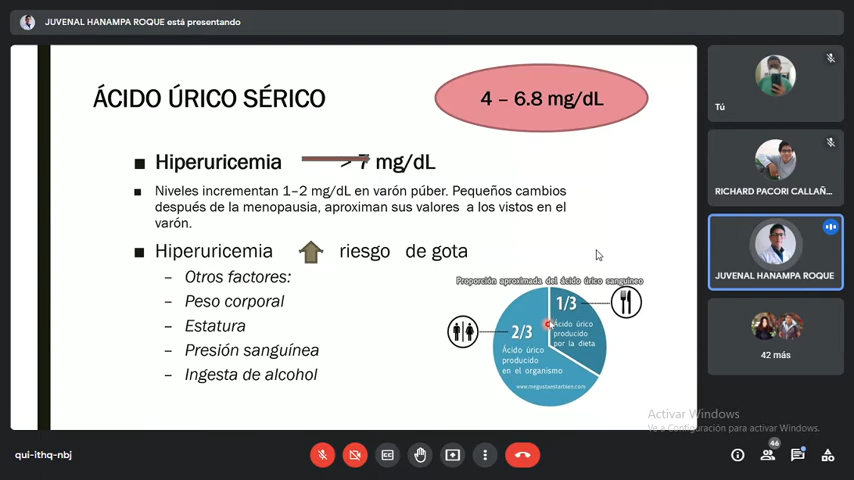 JUVENAL HANAMPA ROQUE está presentando
ÁCIDO ÚRICO SÉRICO
4 – 6.8 mg/dL
Hiperuricemia > 7 mg/dL
Niveles incrementan 1–2 mg/dL en varón púber. Pequeños cambios
después de la menopausia, aproximan sus valores a los vistos en el
varón.
Hiperuricemia riesgo de gota
– Otros factores:
– Peso corporal
– Estatura
– Presión sanguínea
– Ingesta de alcohol
Proporción aproximada del ácido úrico sanguíneo
1/3
Ácido úrico
producido
por la dieta
2/3
Ácido úrico
producido
en el organismo
www.megustaestarbien.com
Tú
RICHARD PACORI CALLAÑ...
JUVENAL HANAMPA ROQUE
42 más
Activar Windows
Ve a Configuración para activar Windows.
qui-ithq-nbj
46